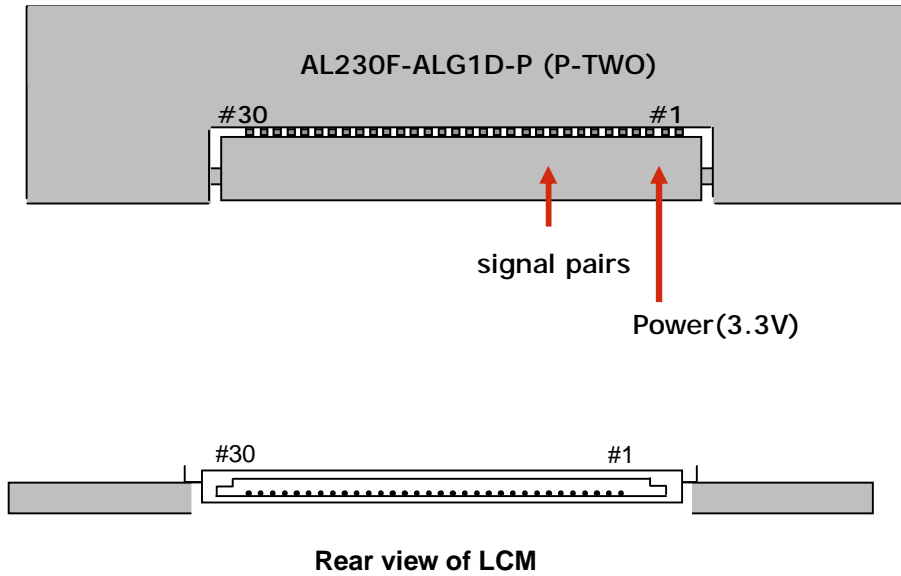 AL230F-ALG1D-P (P-TWO)
#30 #1
signal pairs
Power(3.3V)
#30 #1
Rear view of LCM